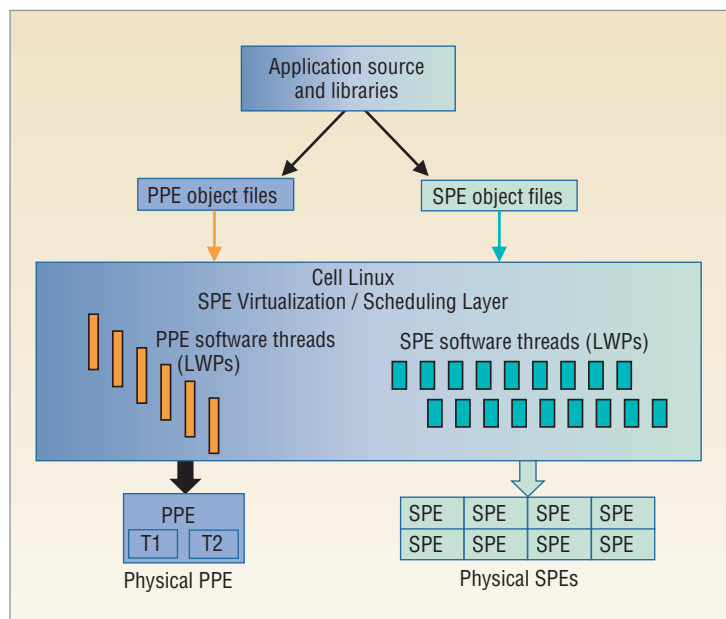 Application source
and libraries
PPE object files
SPE object files
Cell Linux
SPE Virtualization / Scheduling Layer
PPE software threads
(LWPs)
SPE software threads (LWPs)
PPE
T1 T2
Physical PPE
SPE SPE SPE SPE
SPE SPE SPE SPE
Physical SPEs